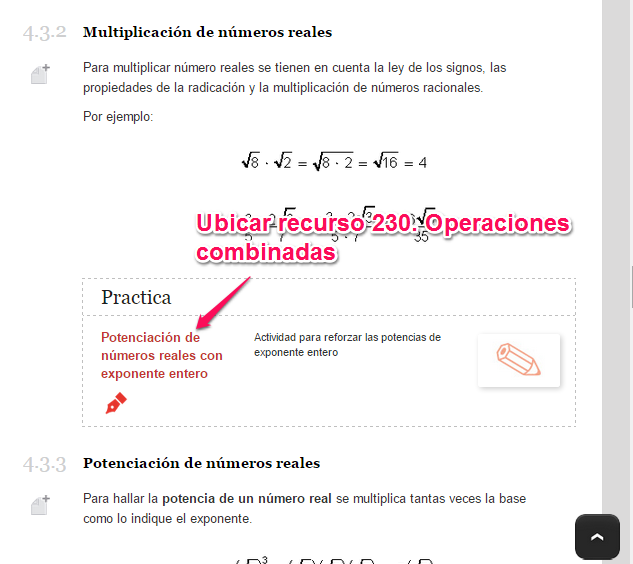 4.3.2 Multiplicación de números reales
Para multiplicar número reales se tienen en cuenta la ley de los signos, las
propiedades de la radicación y la multiplicación de números racionales.
Por ejemplo:
√8 · √2 = √8 · 2 = √16 = 4
Ubicar recurso 230. Operaciones
combinadas
35
Practica
Potenciación de
números reales con
exponente entero
Actividad para reforzar las potencias de
exponente entero
4.3.3 Potenciación de números reales
Para hallar la potencia de un número real se multiplica tantas veces la base
como lo indique el exponente.